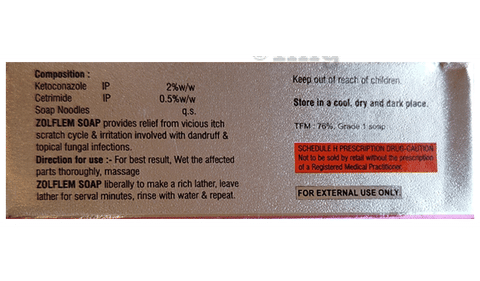 Composition :
Ketoconazole IP 2%w/w
Cetrimide IP 0.5%w/w
Soap Noodles q.s.
ZOLFLEM SOAP provides relief from vicious itch
scratch cycle & irritation involved with dandruff &
topical fungal infections.
Direction for use :- For best result, Wet the affected
parts thoroughly, massage
ZOLFLEM SOAP liberally to make a rich lather, leave
lather for serval minutes, rinse with water & repeat.
Keep out of reach of children.
Store in a cool, dry and dark place.
TFM : 76%, Grade 1 soap
SCHEDULE H PRESCRIPTION DRUG-CAUTION
Not to be sold by retail without the prescription
of a Registered Medical Practitioner.
FOR EXTERNAL USE ONLY.